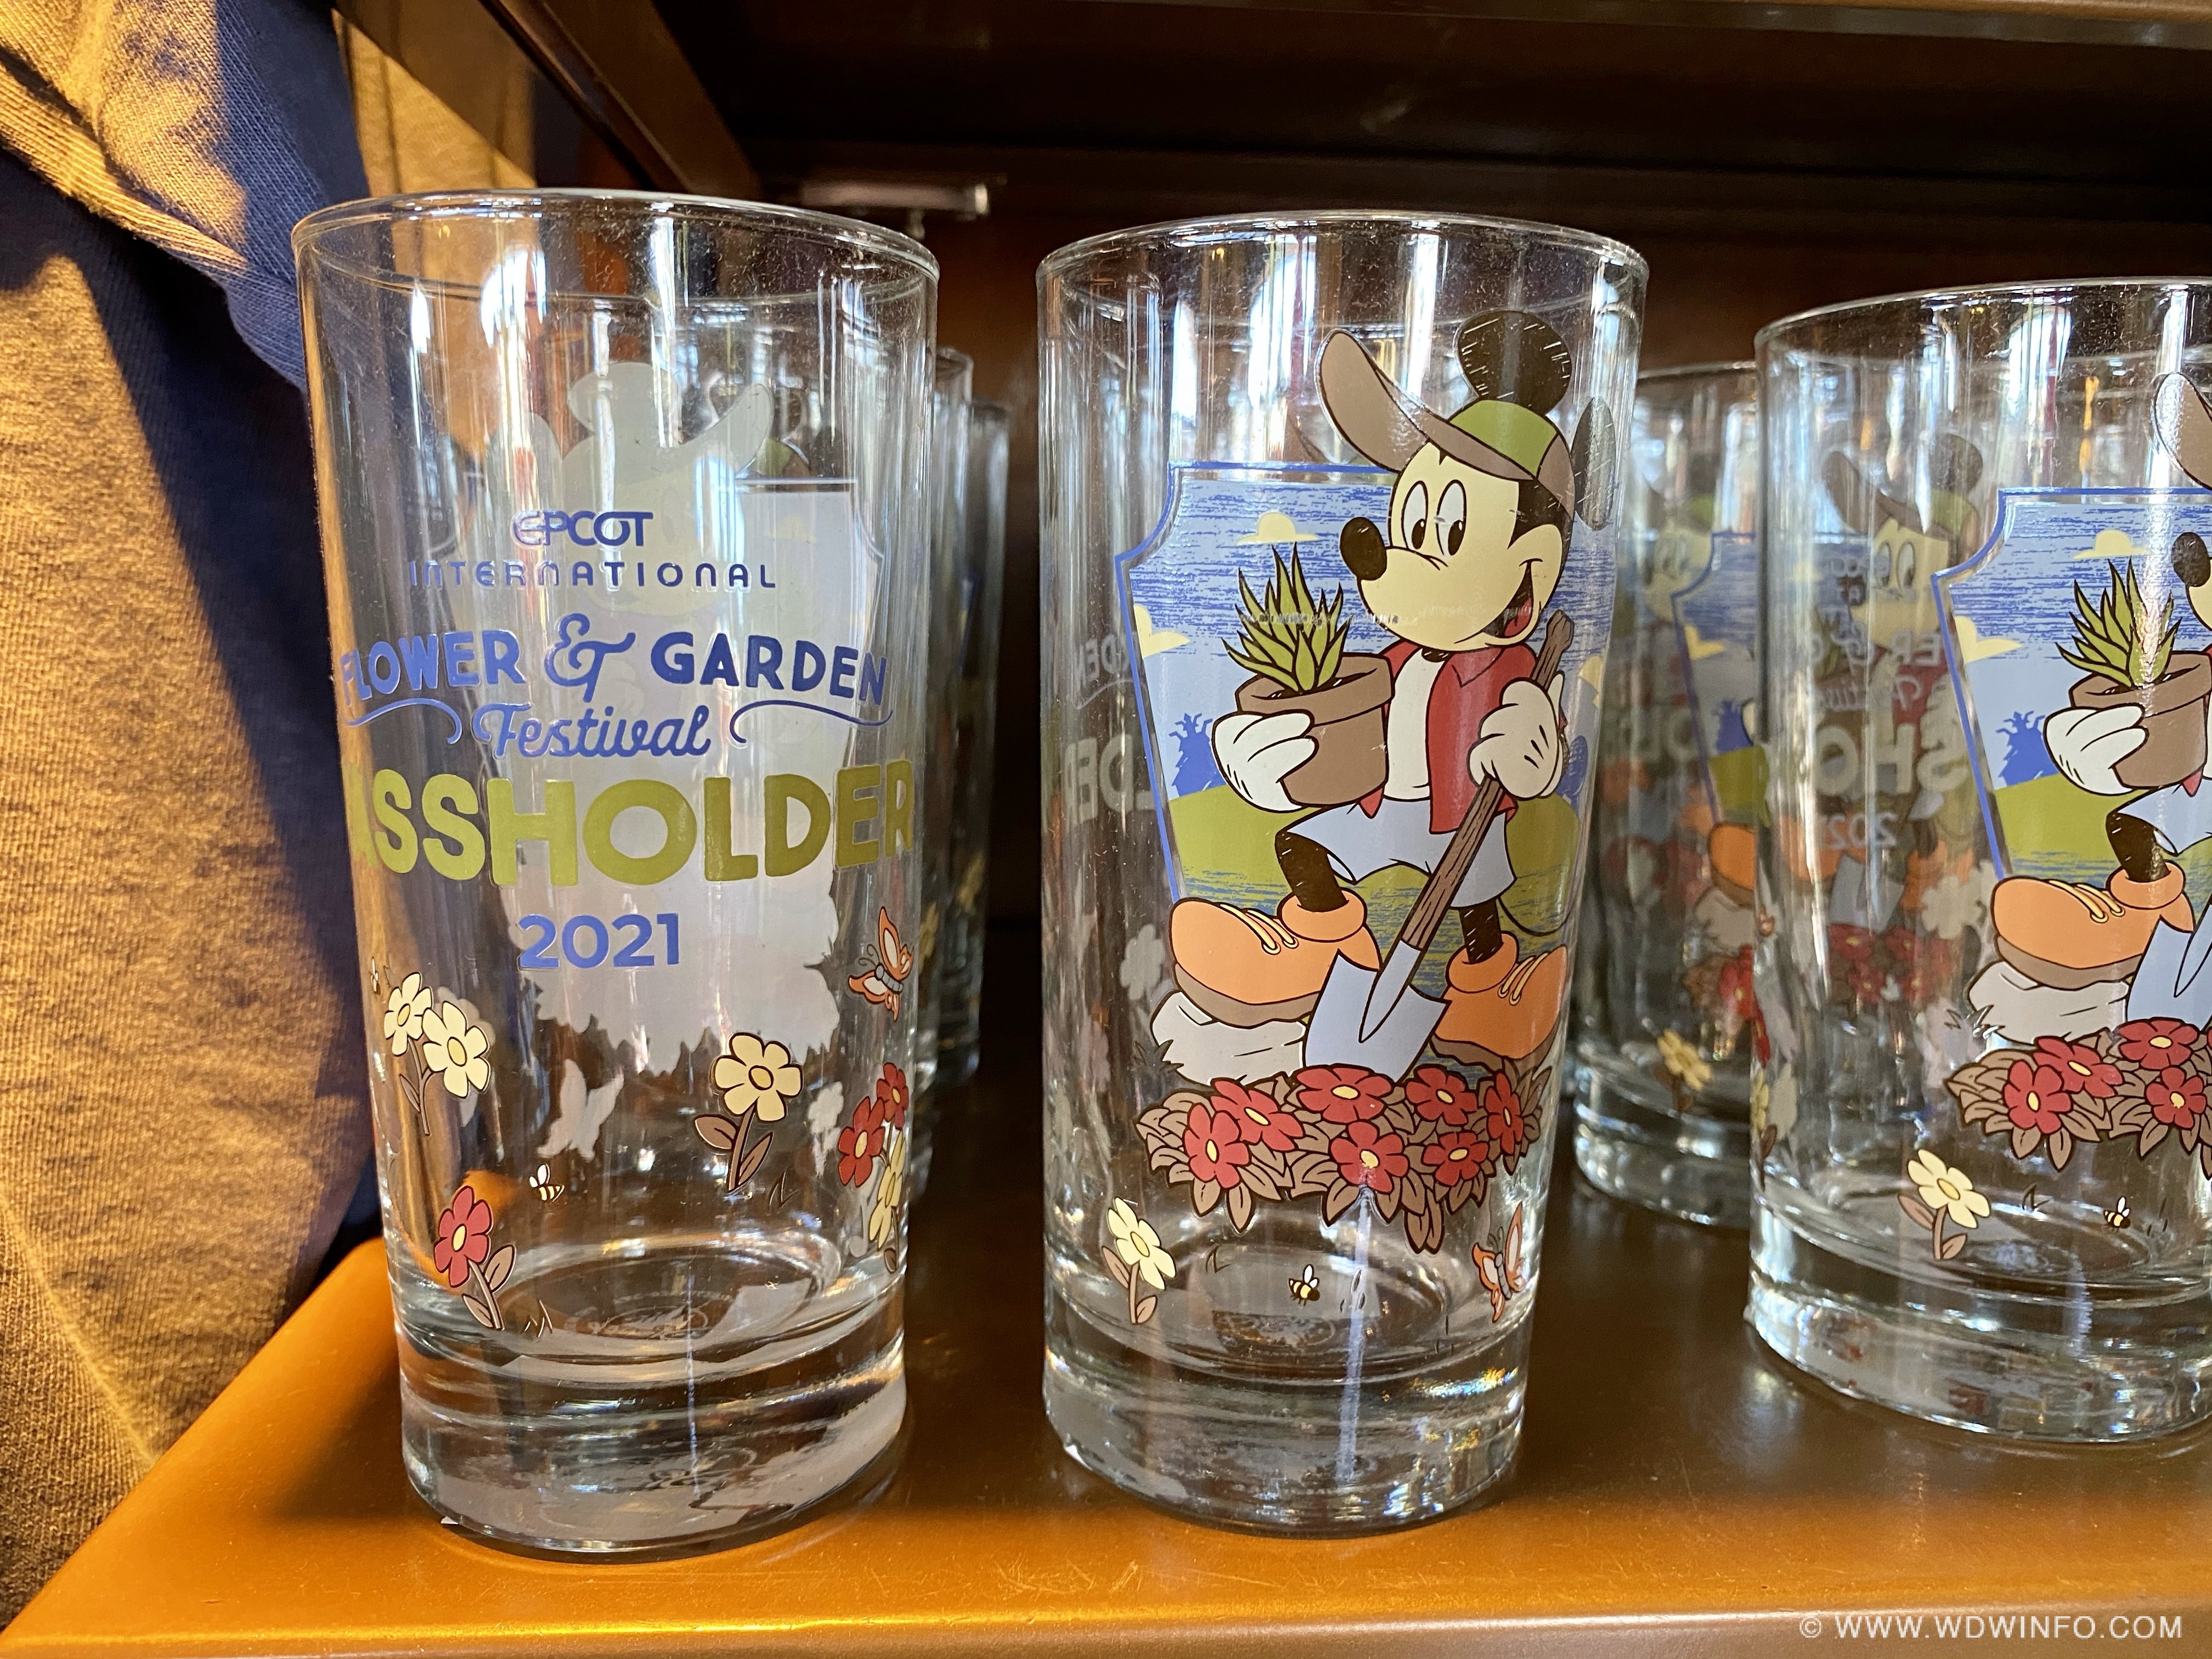 EPCOT
INTERNATIONAL
FLOWER & GARDEN
Festival
ASSHOLDER
2021
© WWW.WDWINFO.COM